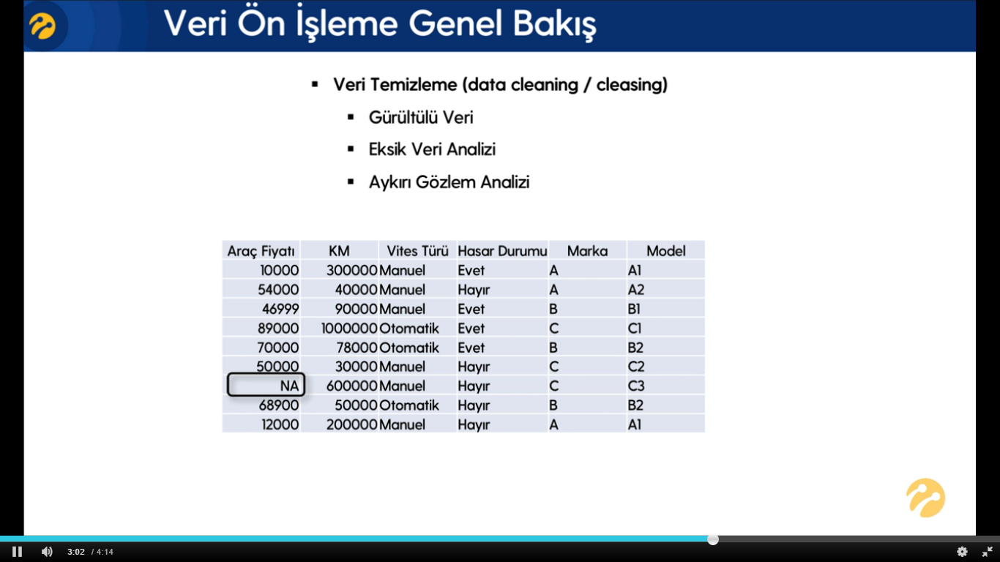 Veri Ön İşleme Genel Bakış
▪ Veri Temizleme (data cleaning / cleasing)
▪ Gürültülü Veri
▪ Eksik Veri Analizi
▪ Aykırı Gözlem Analizi
Araç Fiyatı KM Vites Türü Hasar Durumu Marka Model
10000 300000 Manuel Evet A A1
54000 40000 Manuel Hayır A A2
46999 90000 Manuel Evet B B1
89000 1000000 Otomatik Evet C C1
70000 78000 Otomatik Evet B B2
50000 30000 Manuel Hayır C C2
NA 600000 Manuel Hayır C C3
68900 50000 Otomatik Hayır B B2
12000 200000 Manuel Hayır A A1
3:02 / 4:14